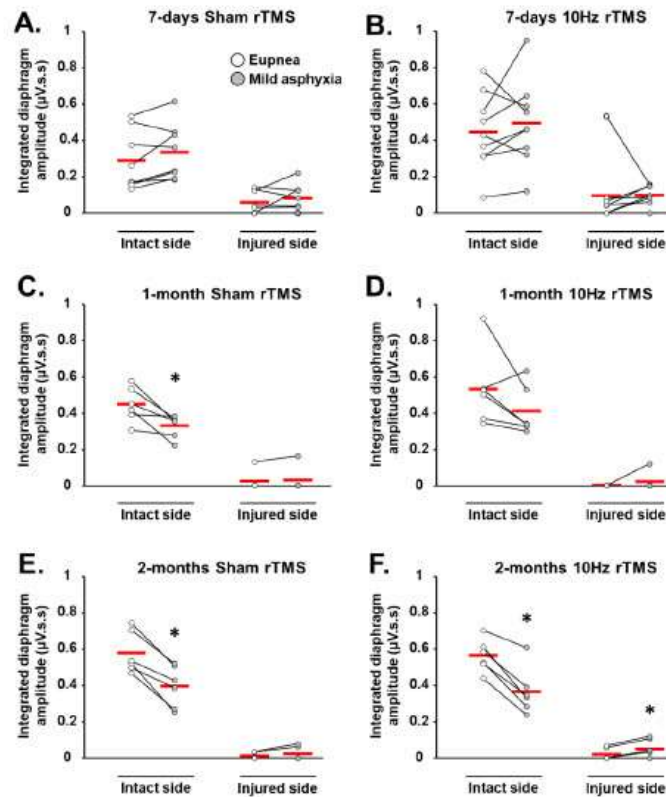 A. 7-days Sham rTMS
Integrated diaphragm
amplitude (µV.s.s)
1
0.8
0.6
0.4
0.2
0
Eupnea
Mild asphyxia
Intact side Injured side
B. 7-days 10Hz rTMS
Integrated diaphragm
amplitude (µV.s.s)
1
0.8
0.6
0.4
0.2
0
Intact side Injured side
C. 1-month Sham rTMS
Integrated diaphragm
amplitude (µV.s.s)
1
0.8
0.6
0.4
0.2
0
*
Intact side Injured side
D. 1-month 10Hz rTMS
Integrated diaphragm
amplitude (µV.s.s)
1
0.8
0.6
0.4
0.2
0
Intact side Injured side
E. 2-months Sham rTMS
Integrated diaphragm
amplitude (µV.s.s)
1
0.8
0.6
0.4
0.2
0
*
Intact side Injured side
F. 2-months 10Hz rTMS
Integrated diaphragm
amplitude (µV.s.s)
1
0.8
0.6
0.4
0.2
0
*
*
Intact side Injured side